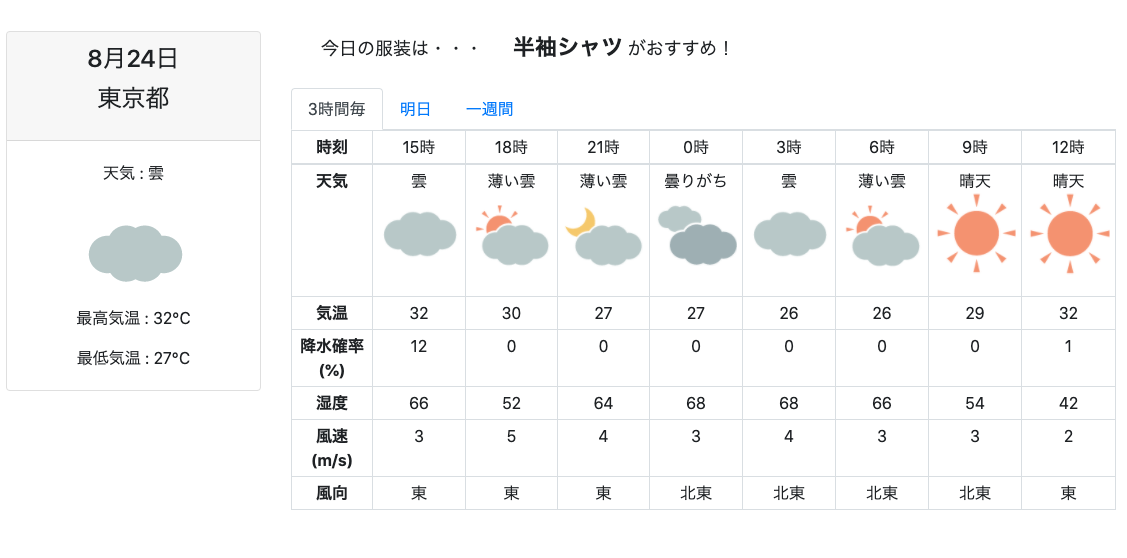 8月24日
東京都
天気 : 雲
最高気温 : 32°C
最低気温 : 27°C
今日の服装は・・・ 半袖シャツ がおすすめ！
3時間毎 明日 一週間
時刻 15時 18時 21時 0時 3時 6時 9時 12時
天気 雲 薄い雲 薄い雲 曇りがち 雲 薄い雲 晴天 晴天
気温 32 30 27 27 26 26 29 32
降水確率 12 0 0 0 0 0 0 1
(%)
湿度 66 52 64 68 68 66 54 42
風速 3 5 4 3 4 3 3 2
(m/s)
風向 東 東 東 北東 北東 北東 北東 東